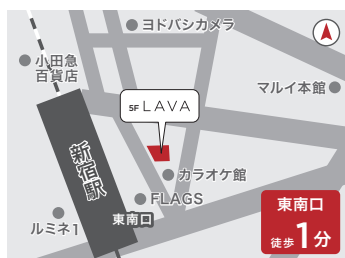 ヨドバシカメラ
小田急
百貨店
マルイ本館
5F LAVA
新宿駅
カラオケ館
FLAGS
東南口
ルミネ1
東南口
徒歩1分